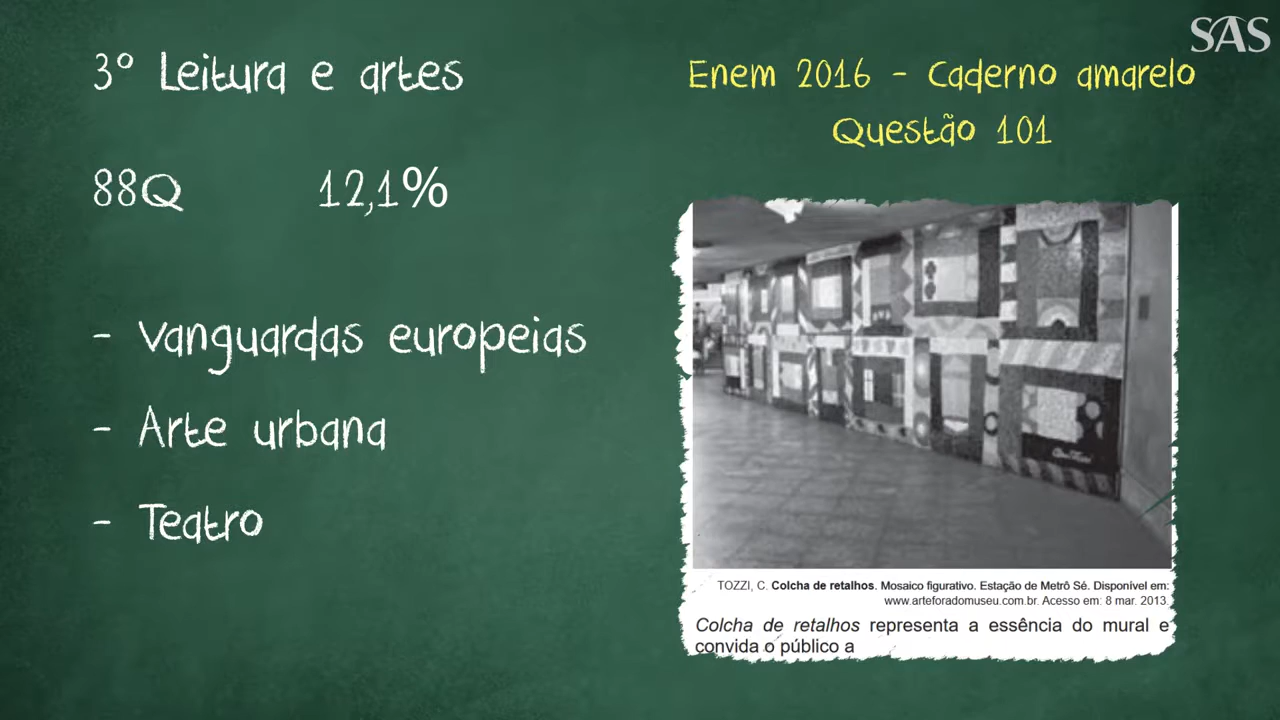 SAS
3º Leitura e artes
88Q 12,1%
- Vanguardas europeias
- Arte urbana
- Teatro
Enem 2016 - Caderno amarelo
Questão 101
TOZZI, C. Colcha de retalhos. Mosaico figurativo. Estação de Metrô Sé. Disponível em:
www.arteforadomuseu.com.br. Acesso em: 8 mar. 2013.
Colcha de retalhos representa a essência do mural e
convida o público a